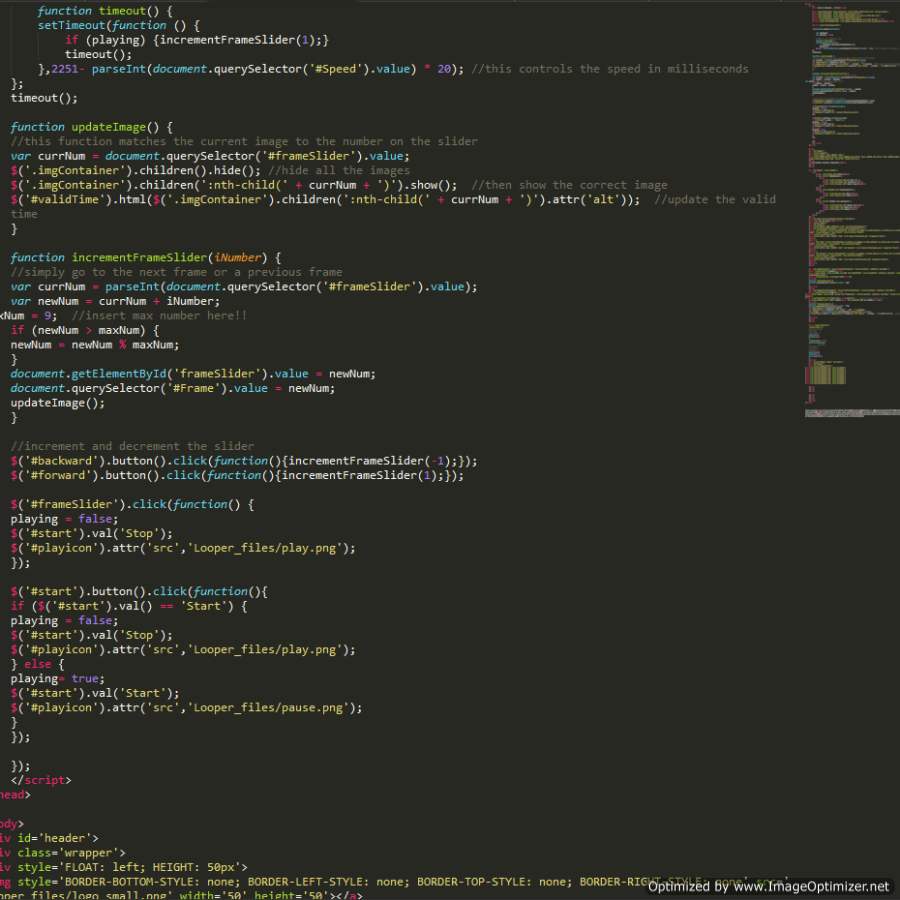 function timeout() {
setTimeout(function () {
if (playing) {incrementFrameSlider(1);}
timeout();
},2251- parseInt(document.querySelector('#Speed').value) * 20); //this controls the speed in milliseconds
};
timeout();
function updateImage() {
//this function matches the current image to the number on the slider
var currNum = document.querySelector('#frameSlider').value;
$('.imgContainer').children().hide(); //hide all the images
$('.imgContainer').children(':nth-child(' + currNum + ')').show();  //then show the correct image
$('#validTime').html($('.imgContainer').children(':nth-child(' + currNum + ')').attr('alt'));  //update the valid
time
}
function incrementFrameSlider(iNumber) {
//simply go to the next frame or a previous frame
var currNum = parseInt(document.querySelector('#frameSlider').value);
var newNum = currNum + iNumber;
xNum = 9;  //insert max number here!!
if (newNum > maxNum) {
newNum = newNum % maxNum;
}
document.getElementById('frameSlider').value = newNum;
document.querySelector('#Frame').value = newNum;
updateImage();
}
//increment and decrement the slider
$('#backward').button().click(function(){incrementFrameSlider(-1);});
$('#forward').button().click(function(){incrementFrameSlider(1);});
$('#frameSlider').click(function() {
playing = false;
$('#start').val('Stop');
$('#playicon').attr('src','Looper_files/play.png');
});
$('#start').button().click(function(){
if ($('#start').val() == 'Start') {
playing = false;
$('#start').val('Stop');
$('#playicon').attr('src','Looper_files/play.png');
} else {
playing= true;
$('#start').val('Start');
$('#playicon').attr('src','Looper_files/pause.png');
}
});
});
</script>
head>
ody>
iv id='header'>
iv class='wrapper'>
iv style='FLOAT: left; HEIGHT: 50px'>
mg style='BORDER-BOTTOM-STYLE: none; BORDER-LEFT-STYLE: none; BORDER-TOP-STYLE: none; BORDER-RIGHT-STYLE: none' src='
oper_files/logo_small.png' width='50' height='50'></a>
Optimized by www.ImageOptimizer.net